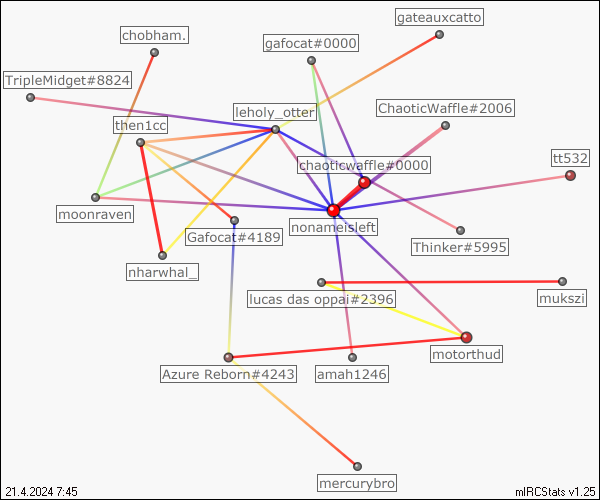 gateauxcatto
chobham.
gafocat#0000
TripleMidget#8824
ChaoticWaffle#2006
leholy_otter
then1cc
chaoticwaffle#0000
tt532
moonraven
nonameisleft
Gafocat#4189
Thinker#5995
nharwhal_
lucas das oppai#2396
mukszi
motorthud
Azure Reborn#4243
amah1246
mercurybro
21.4.2024 7:45
mIRCStats v1.25